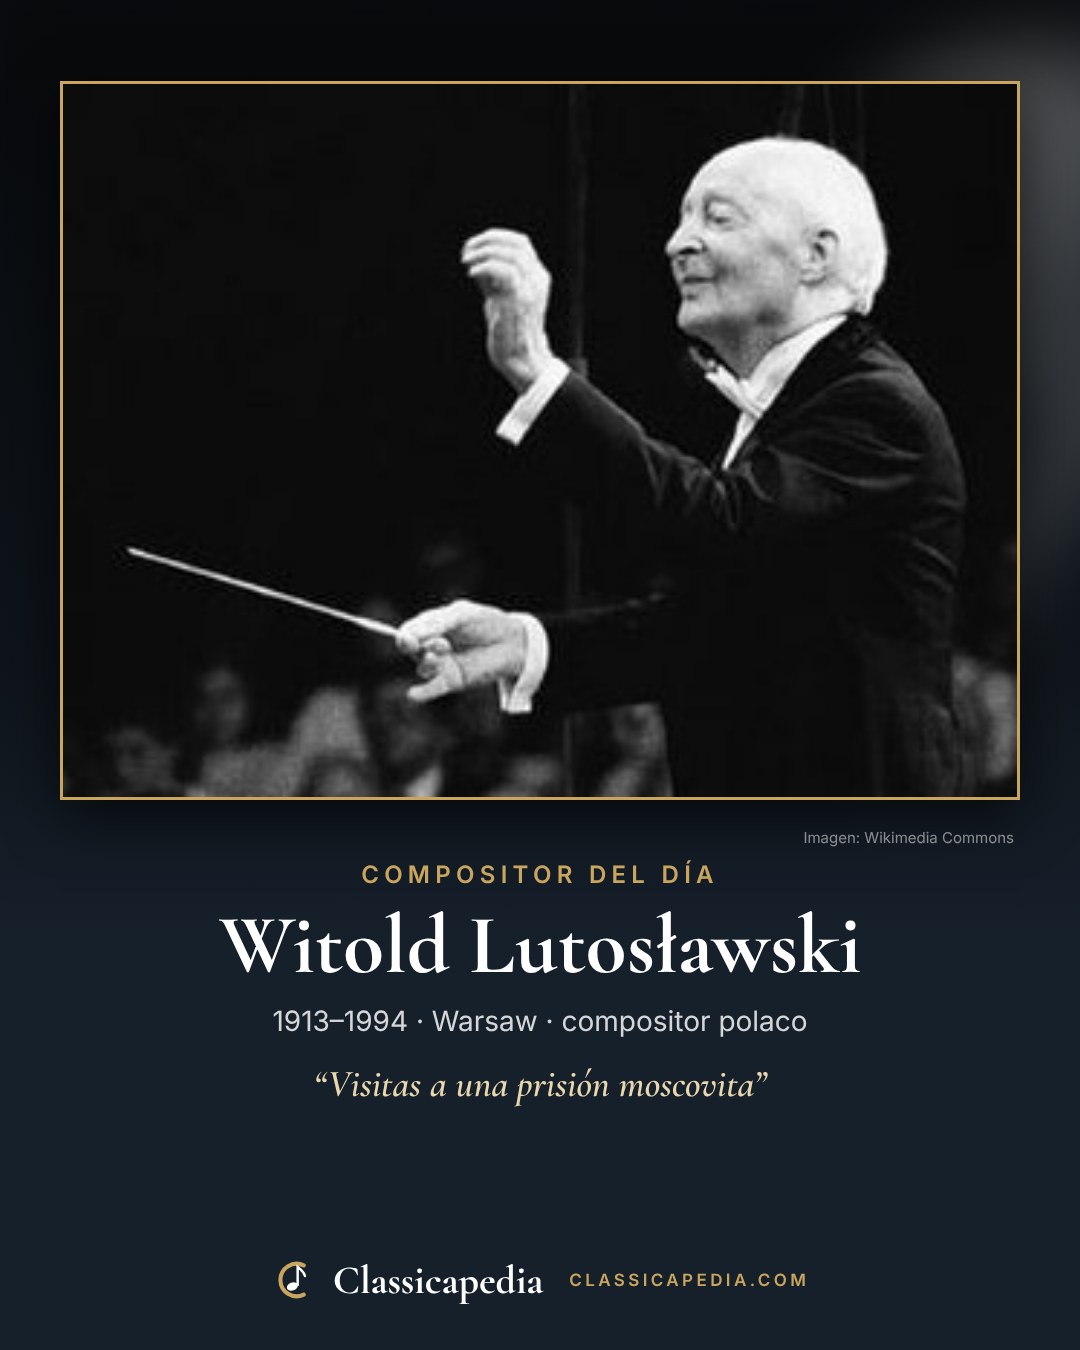 Imagen: Wikimedia Commons
COMPOSITOR DEL DÍA
Witold Lutosławski
1913–1994 · Warsaw · compositor polaco
“Visitas a una prisión moscovita”
Classicapedia CLASSICAPEDIA.COM